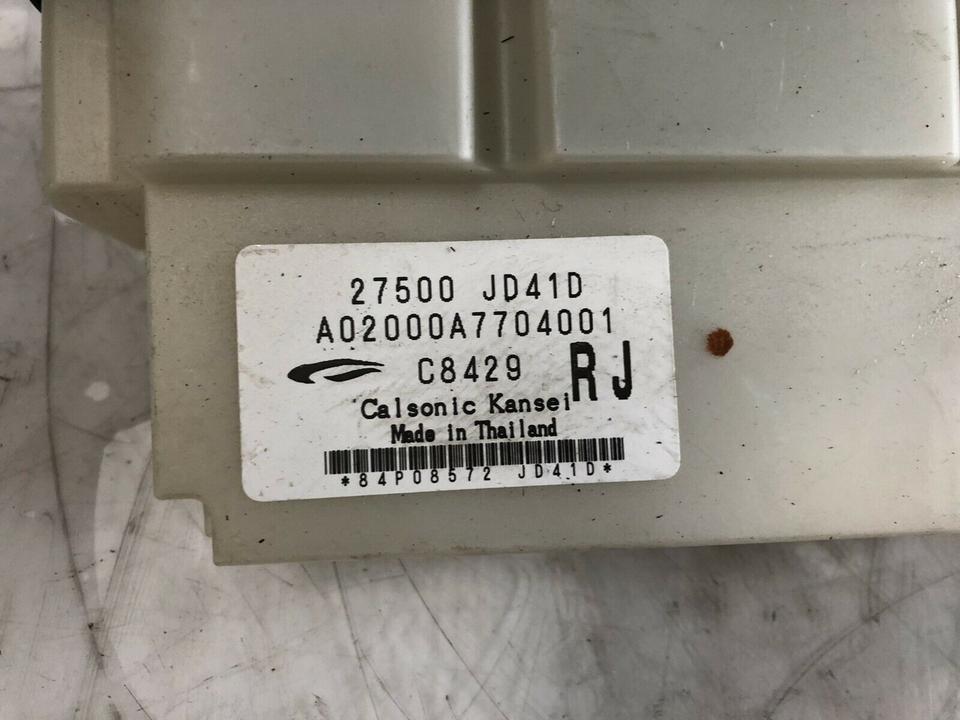 27500 JD41D
A02000A7704001
C8429 RJ
Calsonic Kansei
Made in Thailand
*84P08572 JD41D*